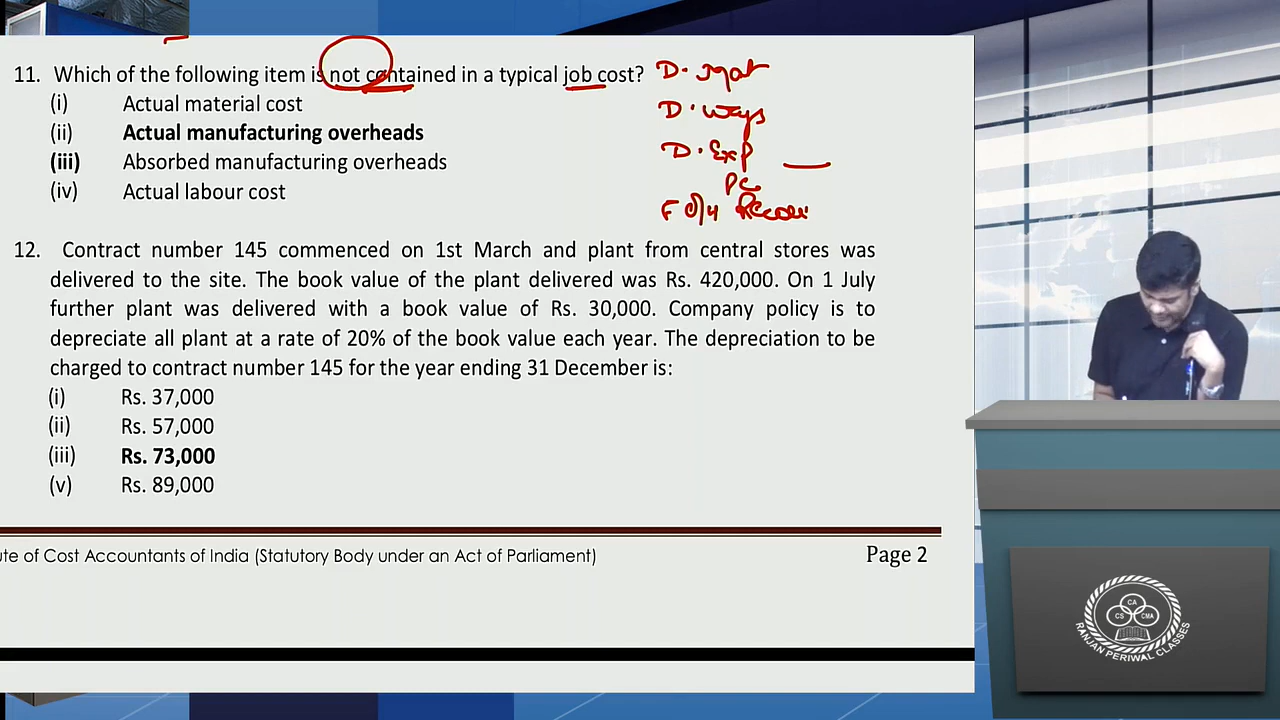 11. Which of the following item is not contained in a typical job cost?
(i) Actual material cost
(ii) Actual manufacturing overheads
(iii) Absorbed manufacturing overheads
(iv) Actual labour cost
D. mat
D. wags
D. Exp
PC
F O/H Recov
12. Contract number 145 commenced on 1st March and plant from central stores was
delivered to the site. The book value of the plant delivered was Rs. 420,000. On 1 July
further plant was delivered with a book value of Rs. 30,000. Company policy is to
depreciate all plant at a rate of 20% of the book value each year. The depreciation to be
charged to contract number 145 for the year ending 31 December is:
(i) Rs. 37,000
(ii) Rs. 57,000
(iii) Rs. 73,000
(v) Rs. 89,000
ute of Cost Accountants of India (Statutory Body under an Act of Parliament) Page 2
CA
CS CMA
RANJAN PERIWAL CLASSES